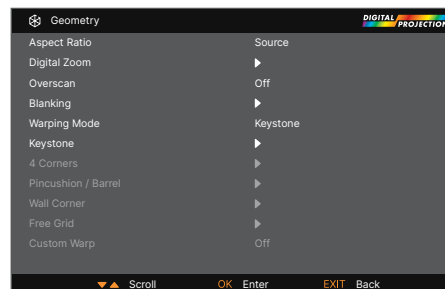 Geometry
DIGITAL
PROJECTION
Aspect Ratio Source
Digital Zoom
Overscan Off
Blanking
Warping Mode Keystone
Keystone
4 Corners
Pincushion / Barrel
Wall Corner
Free Grid
Custom Warp Off
Scroll OK Enter EXIT Back